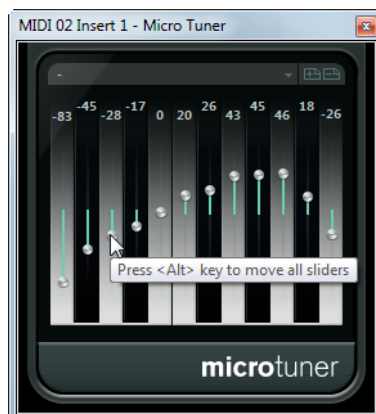 MIDI 02 Insert 1 - Micro Tuner
-
-83 -45 -28 -17 0 20 26 43 45 46 18 -26
Press <Alt> key to move all sliders
microtuner